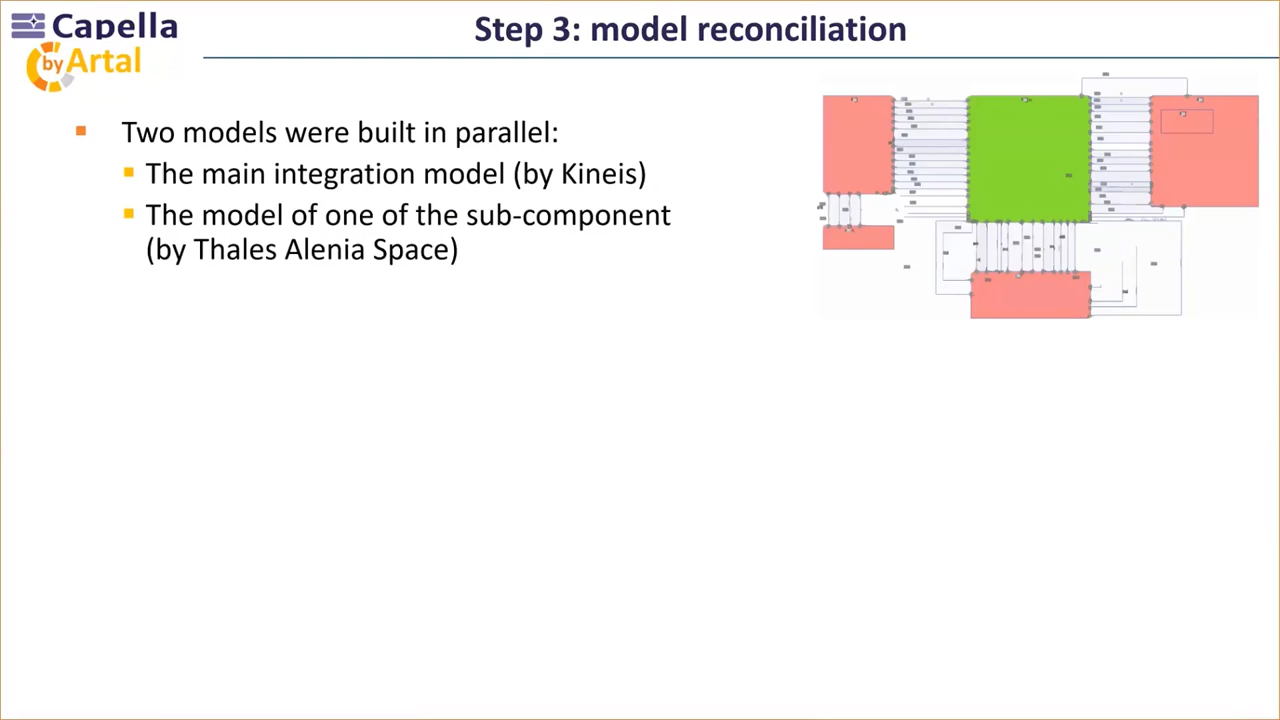 Capella
by Artal
Step 3: model reconciliation
Two models were built in parallel:
The main integration model (by Kineis)
The model of one of the sub-component
(by Thales Alenia Space)